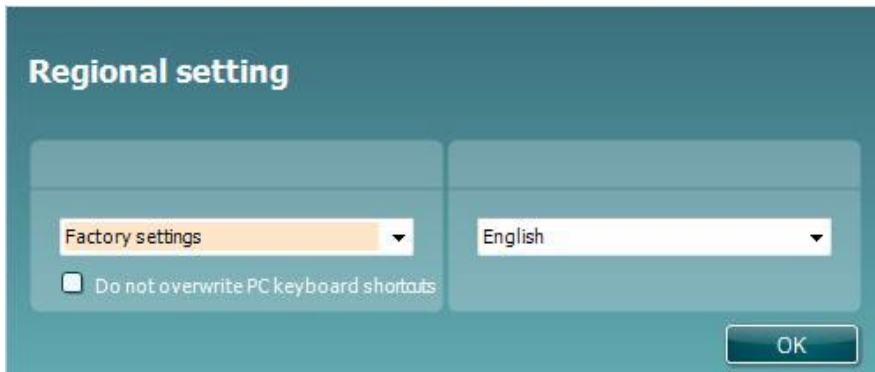 Regional setting
Factory settings
English
Do not overwrite PC keyboard shortcuts
OK